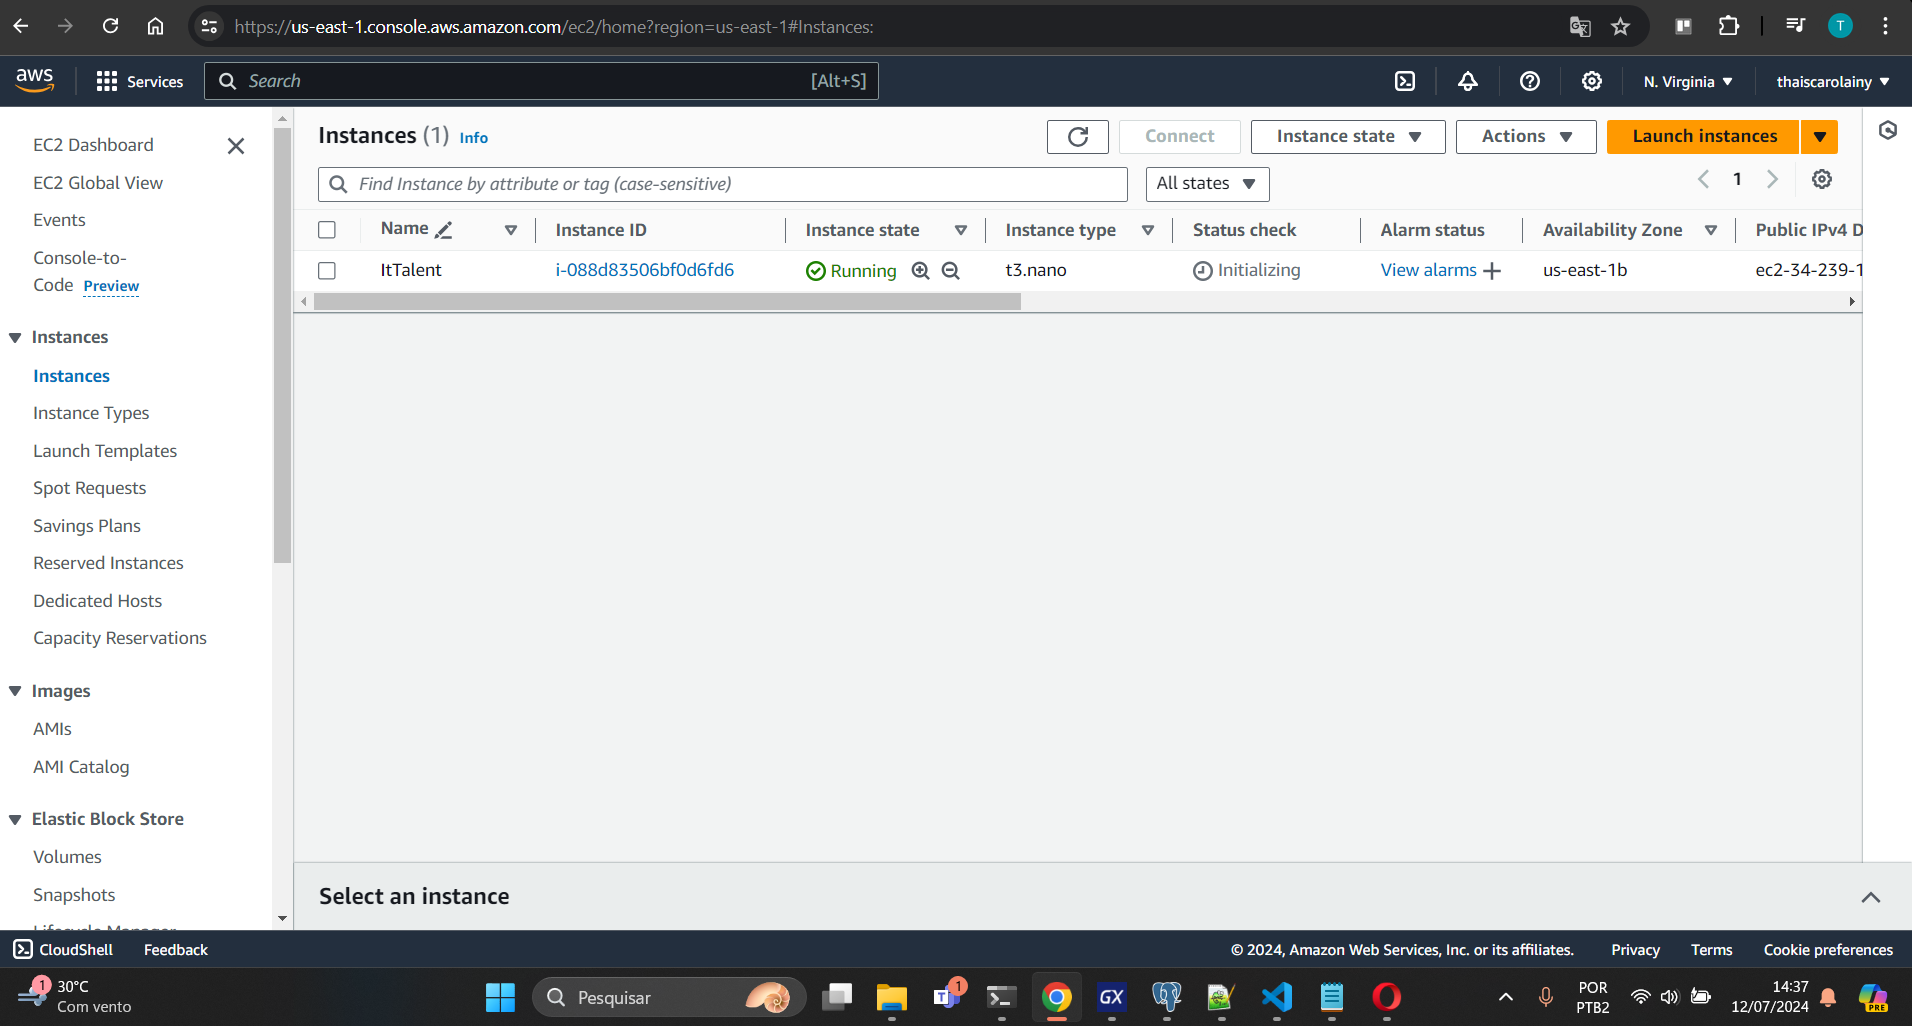 https://us-east-1.console.aws.amazon.com/ec2/home?region=us-east-1#Instances:
T
aws
Services
Search
[Alt+S]
N. Virginia
thaiscarolainy
EC2 Dashboard
EC2 Global View
Events
Console-to-
Code Preview
Instances
Instances
Instance Types
Launch Templates
Spot Requests
Savings Plans
Reserved Instances
Dedicated Hosts
Capacity Reservations
Images
AMIs
AMI Catalog
Elastic Block Store
Volumes
Snapshots
Lifecycle Manager
Instances (1) Info
Connect
Instance state
Actions
Launch instances
Find Instance by attribute or tag (case-sensitive)
All states
1
Name
Instance ID
Instance state
Instance type
Status check
Alarm status
Availability Zone
Public IPv4 D
ItTalent
i-088d83506bf0d6fd6
Running
t3.nano
Initializing
View alarms
us-east-1b
ec2-34-239-1
Select an instance
CloudShell
Feedback
© 2024, Amazon Web Services, Inc. or its affiliates.
Privacy
Terms
Cookie preferences
1
30°C
Com vento
Pesquisar
T
1
GX
POR
PTB2
14:37
12/07/2024
PRE